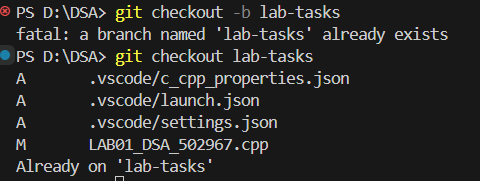 PS D:\DSA> git checkout -b lab-tasks
fatal: a branch named 'lab-tasks' already exists
PS D:\DSA> git checkout lab-tasks
A       .vscode/c_cpp_properties.json
A       .vscode/launch.json
A       .vscode/settings.json
M       LAB01_DSA_502967.cpp
Already on 'lab-tasks'